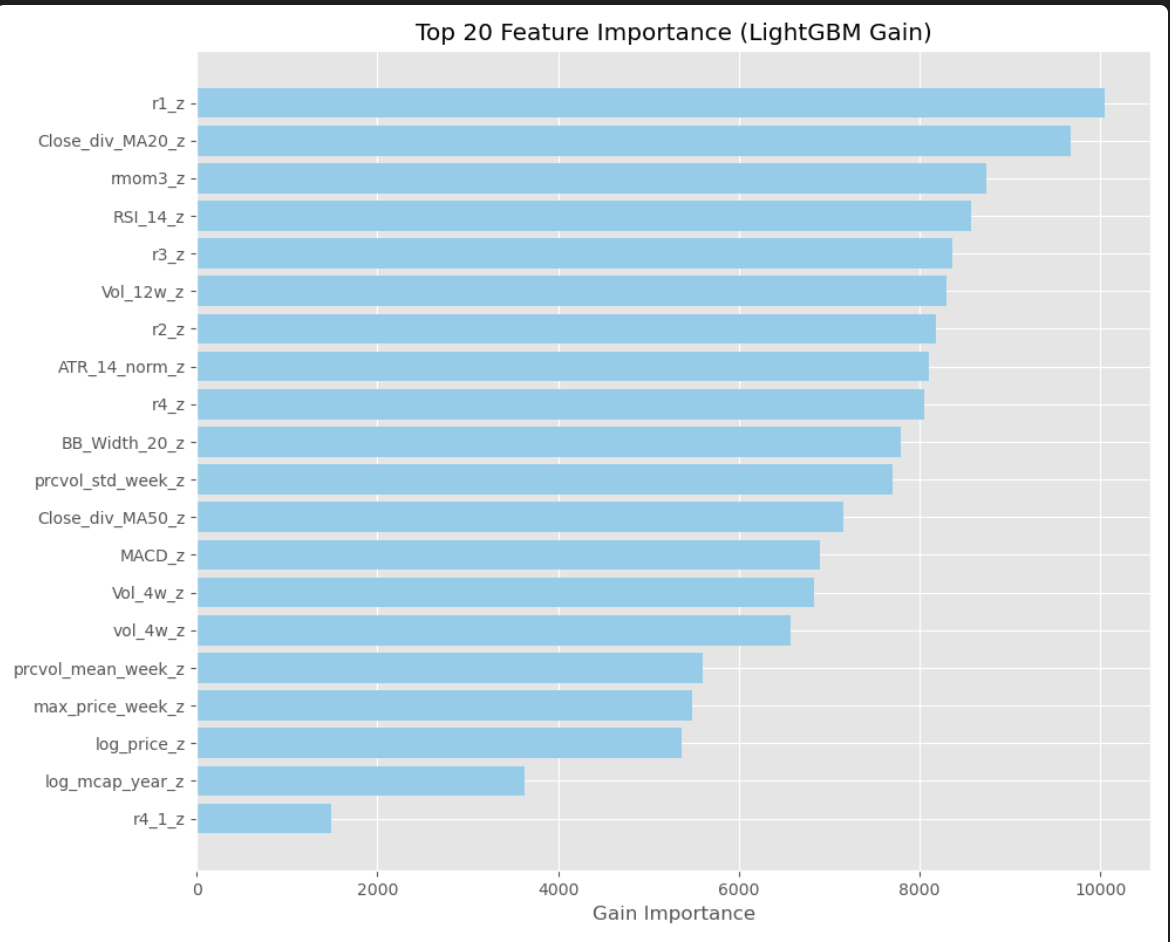 Top 20 Feature Importance (LightGBM Gain)
r1_z
Close_div_MA20_z
rmom3_z
RSI_14_z
r3_z
Vol_12w_z
r2_z
ATR_14_norm_z
r4_z
BB_Width_20_z
prcvol_std_week_z
Close_div_MA50_z
MACD_z
Vol_4w_z
vol_4w_z
prcvol_mean_week_z
max_price_week_z
log_price_z
log_mcap_year_z
r4_1_z
0 2000 4000 6000 8000 10000
Gain Importance